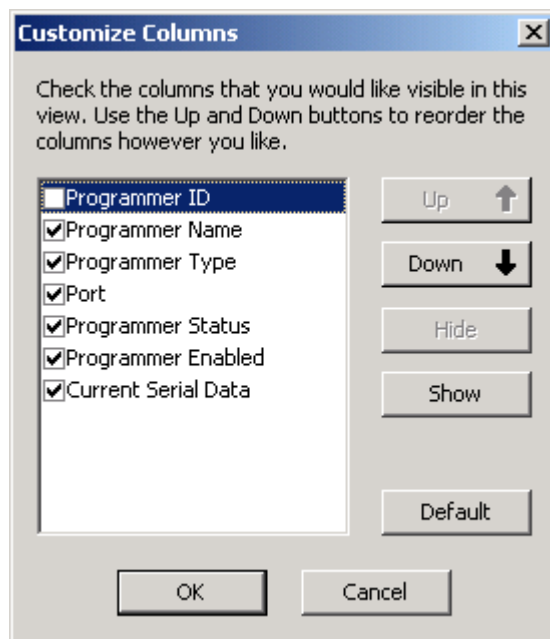 Customize Columns
Check the columns that you would like visible in this
view. Use the Up and Down buttons to reorder the
columns however you like.
Programmer ID
Programmer Name
Programmer Type
Port
Programmer Status
Programmer Enabled
Current Serial Data
Up
Down
Hide
Show
Default
OK
Cancel